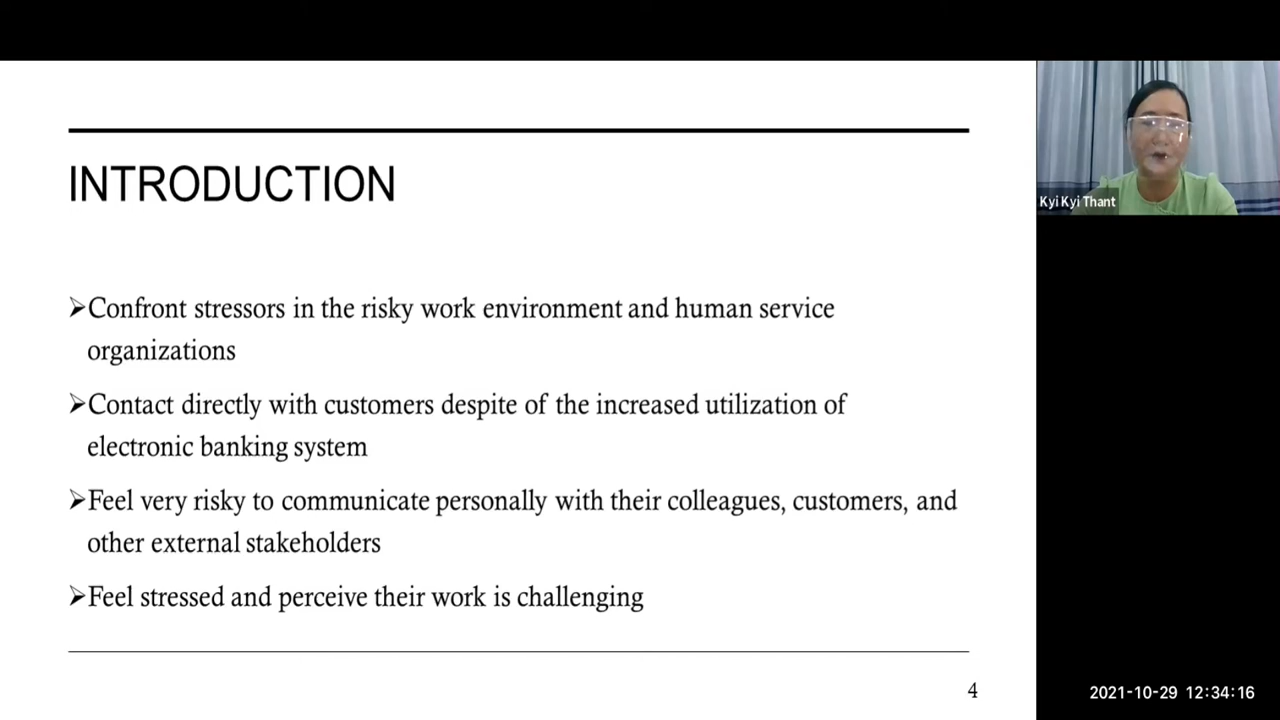 INTRODUCTION
Kyi Kyi Thant
➢Confront stressors in the risky work environment and human service
organizations
➢Contact directly with customers despite of the increased utilization of
electronic banking system
➢Feel very risky to communicate personally with their colleagues, customers, and
other external stakeholders
➢Feel stressed and perceive their work is challenging
4
2021-10-29 12:34:16